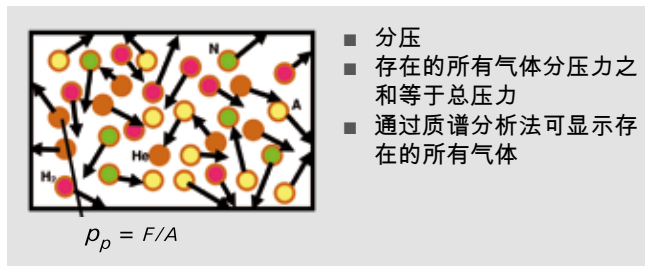 N
A
He
H₂
pₚ = F/A
■ 分压
■ 存在的所有气体分压力之
和等于总压力
■ 通过质谱分析法可显示存
在的所有气体